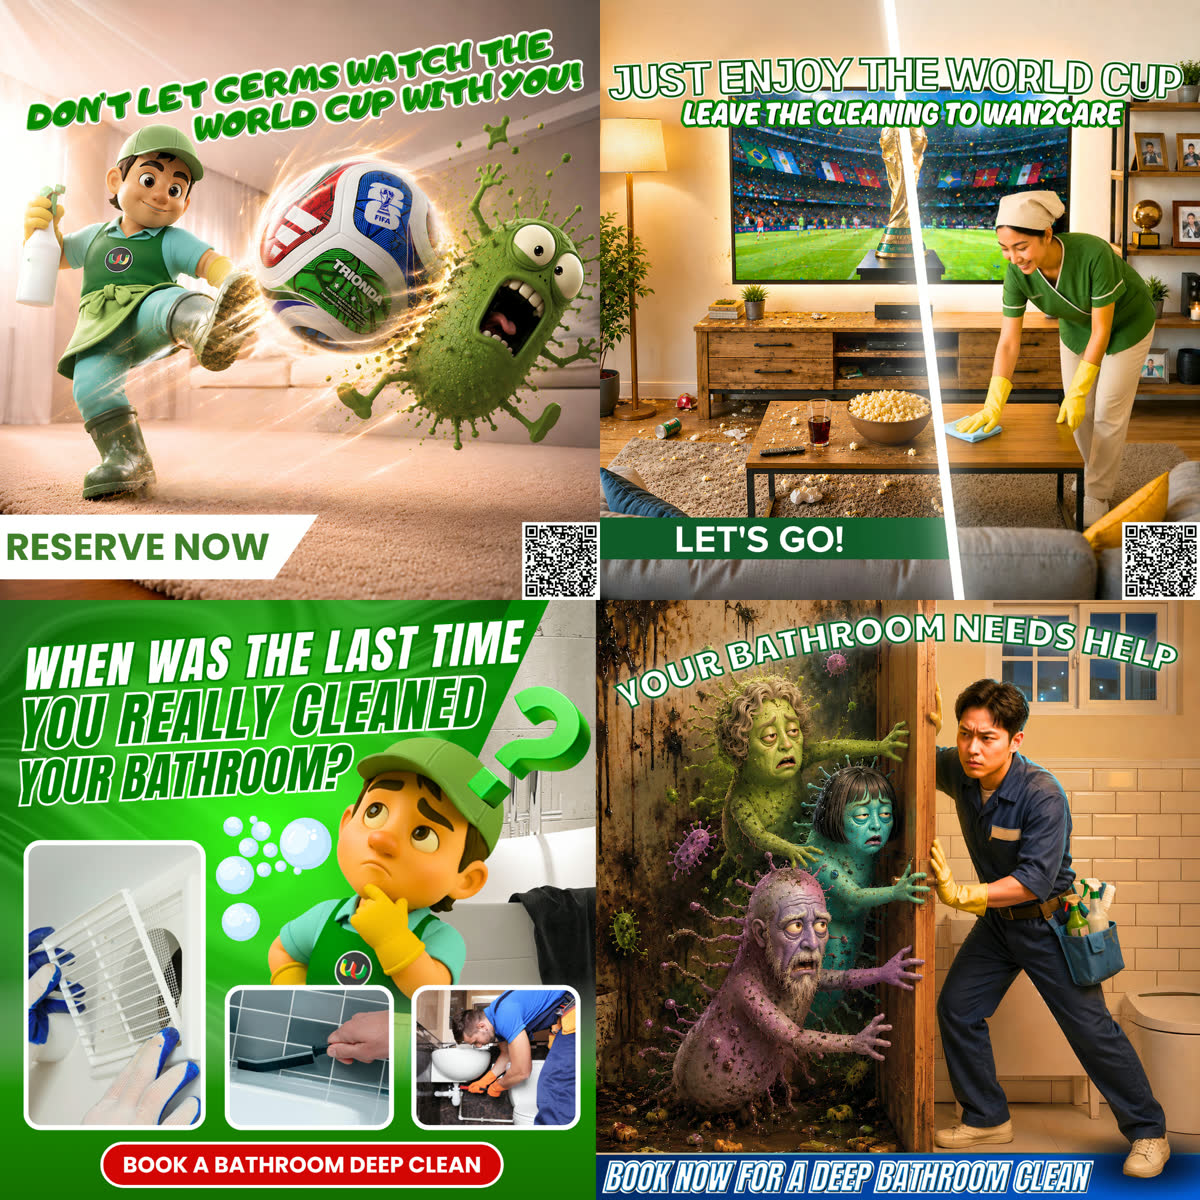 DON'T LET GERMS WATCH THE
WORLD CUP WITH YOU!
26
FIFA
TRIONDA
RESERVE NOW
JUST ENJOY THE WORLD CUP
LEAVE THE CLEANING TO WAN2CARE
LET'S GO!
WHEN WAS THE LAST TIME
YOU REALLY CLEANED
YOUR BATHROOM?
BOOK A BATHROOM DEEP CLEAN
YOUR BATHROOM NEEDS HELP
BOOK NOW FOR A DEEP BATHROOM CLEAN